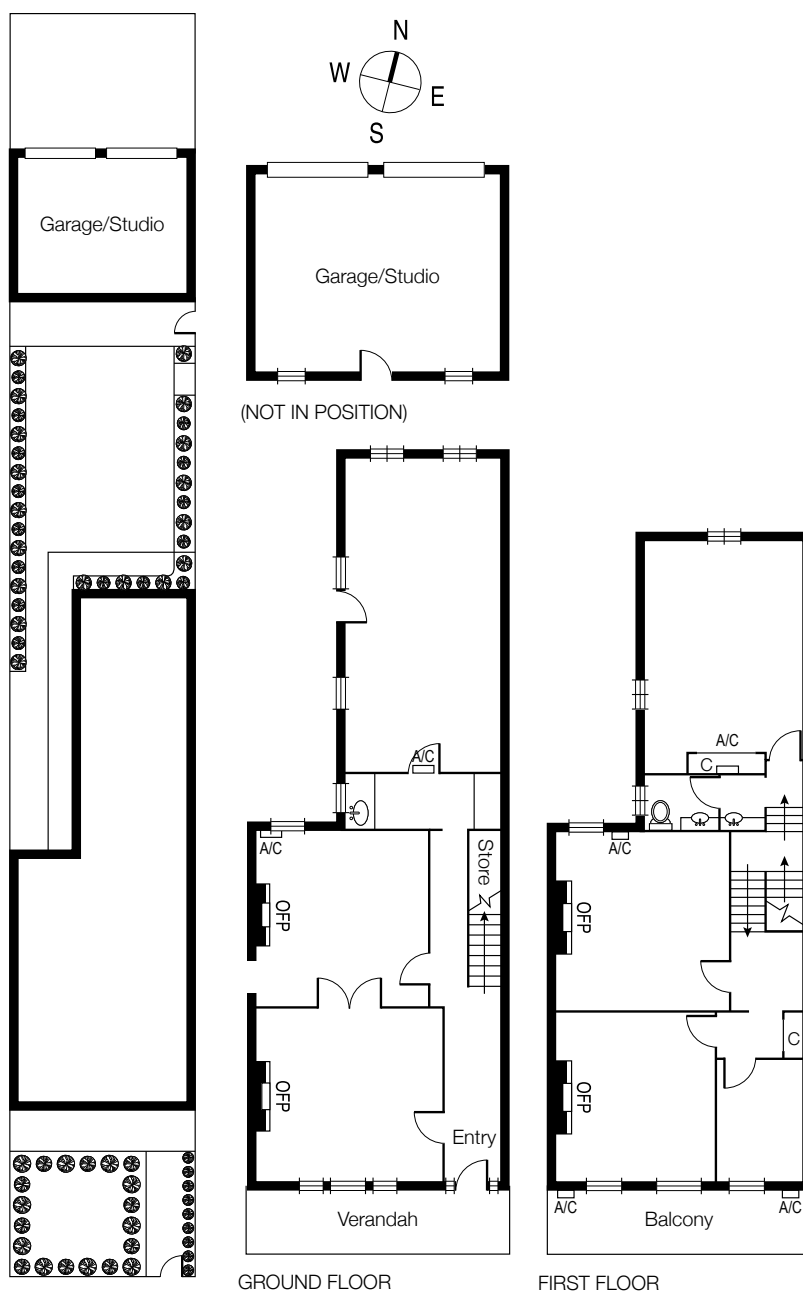 N
W
E
S
Garage/Studio
Garage/Studio
(NOT IN POSITION)
A/C
A/C
C
A/C
Store
A/C
OFP
OFP
C
OFP
OFP
Entry
A/C
A/C
Verandah
Balcony
GROUND FLOOR
FIRST FLOOR